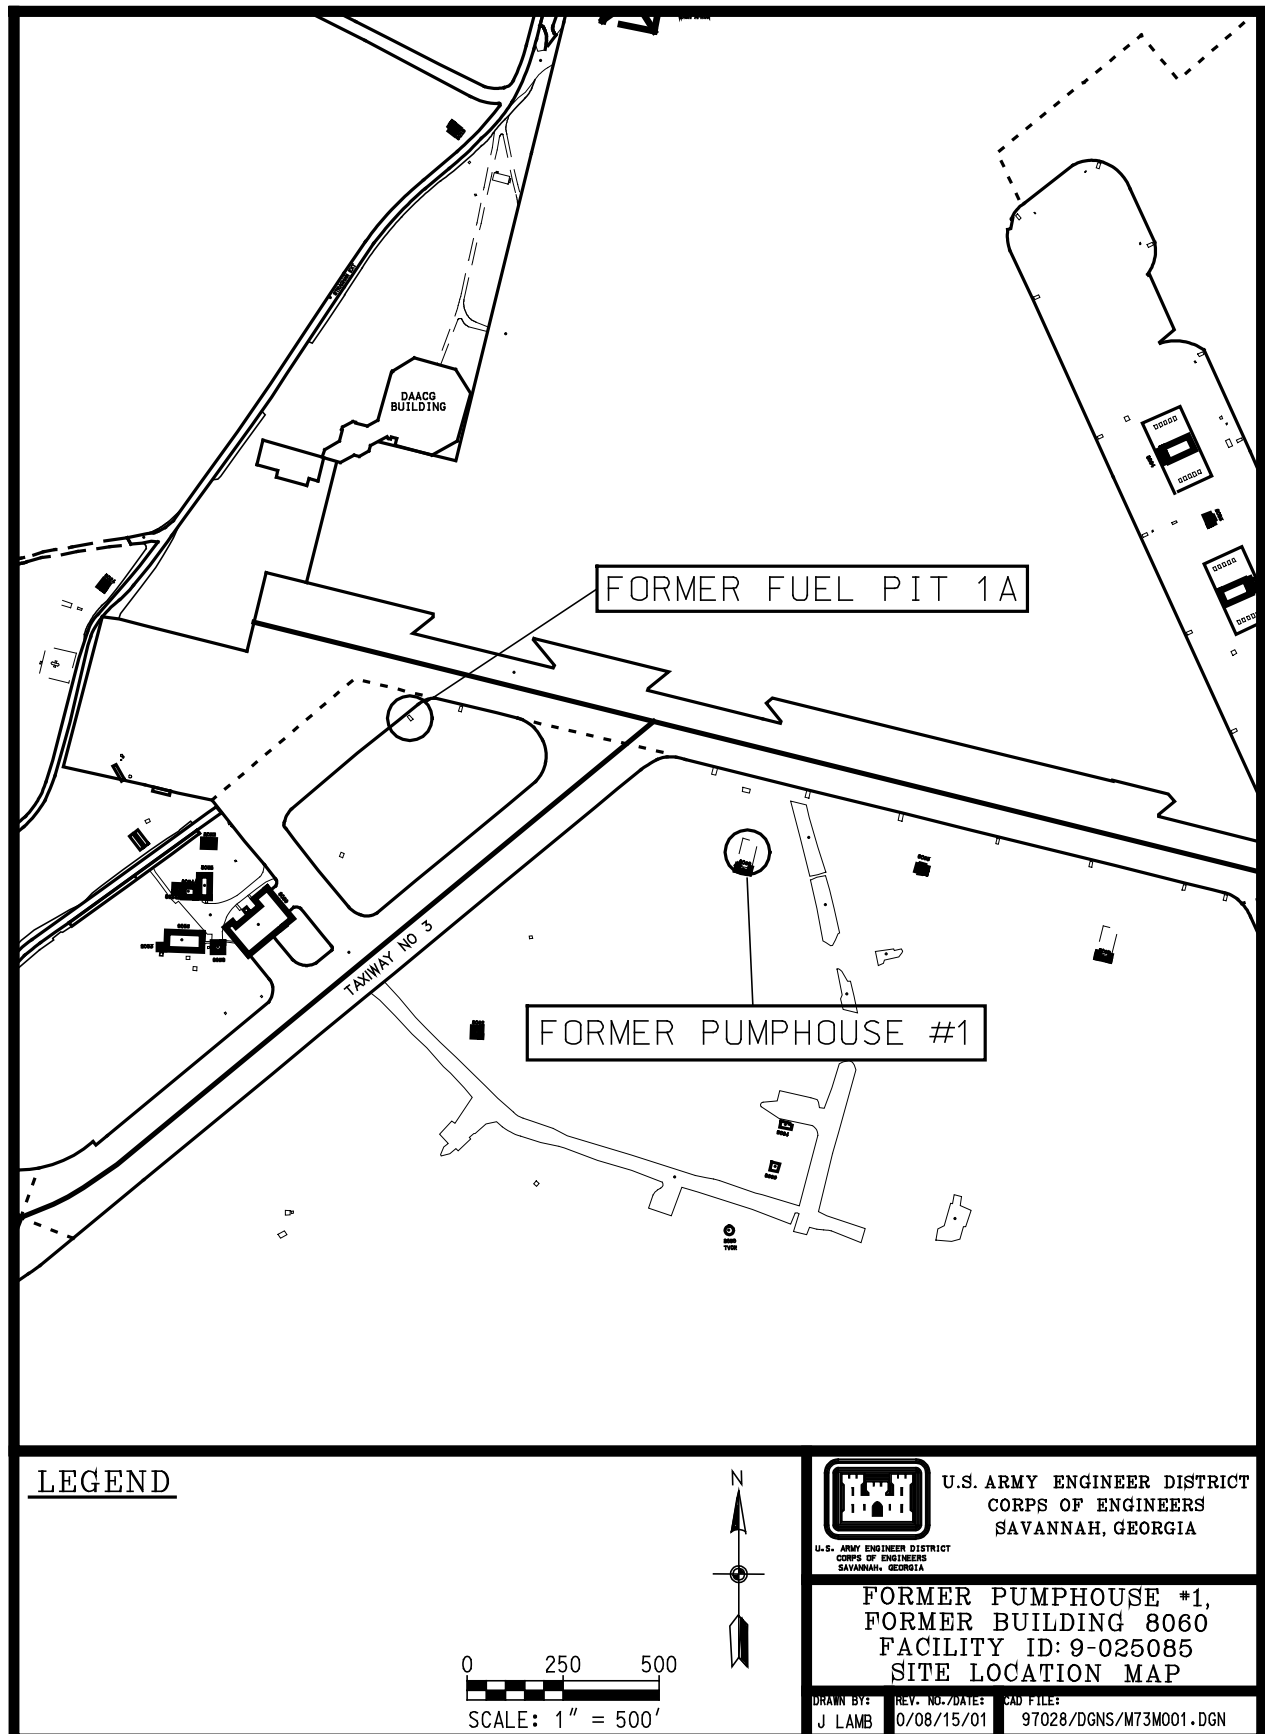 DAACG
BUILDING
FORMER FUEL PIT 1A
TAXIWAY NO 3
FORMER PUMPHOUSE #1
TVOR
LEGEND
N
0 250 500
SCALE: 1" = 500'
U.S. ARMY ENGINEER DISTRICT
CORPS OF ENGINEERS
SAVANNAH, GEORGIA
U.S. ARMY ENGINEER DISTRICT
CORPS OF ENGINEERS
SAVANNAH, GEORGIA
FORMER PUMPHOUSE #1,
FORMER BUILDING 8060
FACILITY ID: 9-025085
SITE LOCATION MAP
DRAWN BY:
J LAMB
REV. NO./DATE:
0/08/15/01
CAD FILE:
97028/DGNS/M73M001.DGN